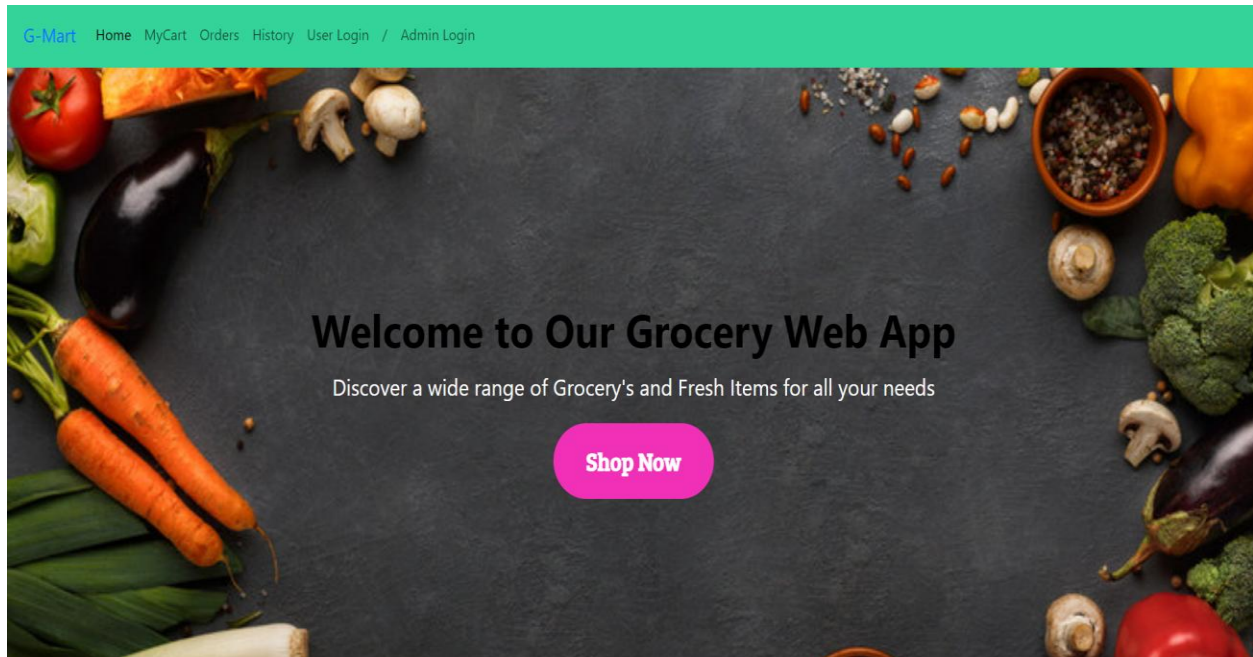 G-Mart Home MyCart Orders History User Login / Admin Login
Welcome to Our Grocery Web App
Discover a wide range of Grocery's and Fresh Items for all your needs
Shop Now